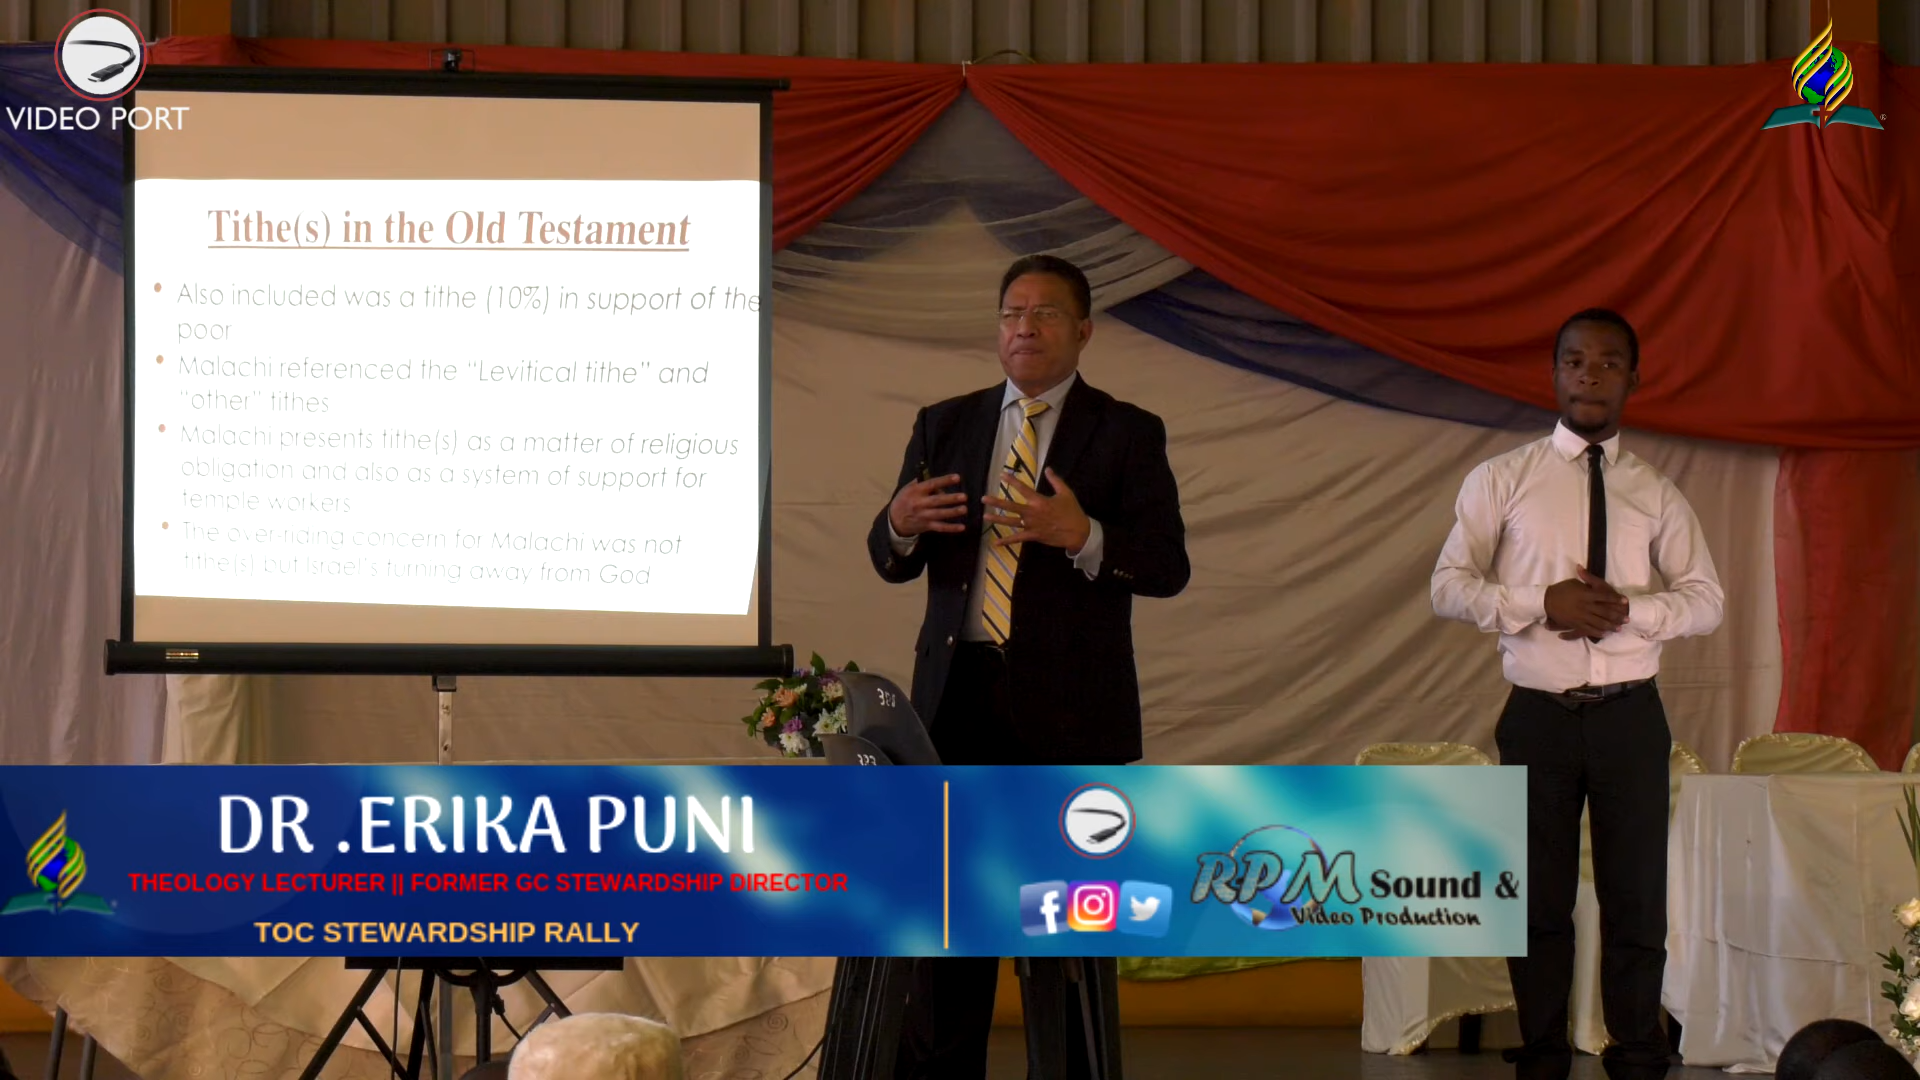 VIDEO PORT
Tithe(s) in the Old Testament
Also included was a tithe (10%) in support of the
poor
Malachi referenced the "Levitical tithe" and
"other" tithes
Malachi presents tithe(s) as a matter of religious
obligation and also as a system of support for
temple workers
The over-riding concern for Malachi was not
tithe(s) but Israel's turning away from God
328
323
DR .ERIKA PUNI
THEOLOGY LECTURER || FORMER GC STEWARDSHIP DIRECTOR
TOC STEWARDSHIP RALLY
RPM Sound &
Video Production